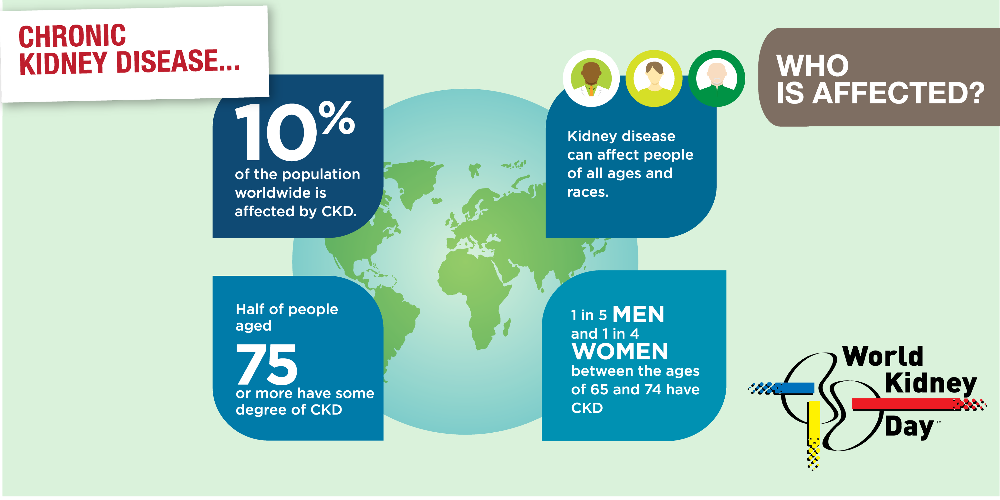 CHRONIC
KIDNEY DISEASE...
WHO
IS AFFECTED?
10%
of the population
worldwide is
affected by CKD.
Kidney disease
can affect people
of all ages and
races.
Half of people
aged
75
or more have some
degree of CKD
1 in 5 MEN
and 1 in 4
WOMEN
between the ages
of 65 and 74 have
CKD
World
Kidney
Day™